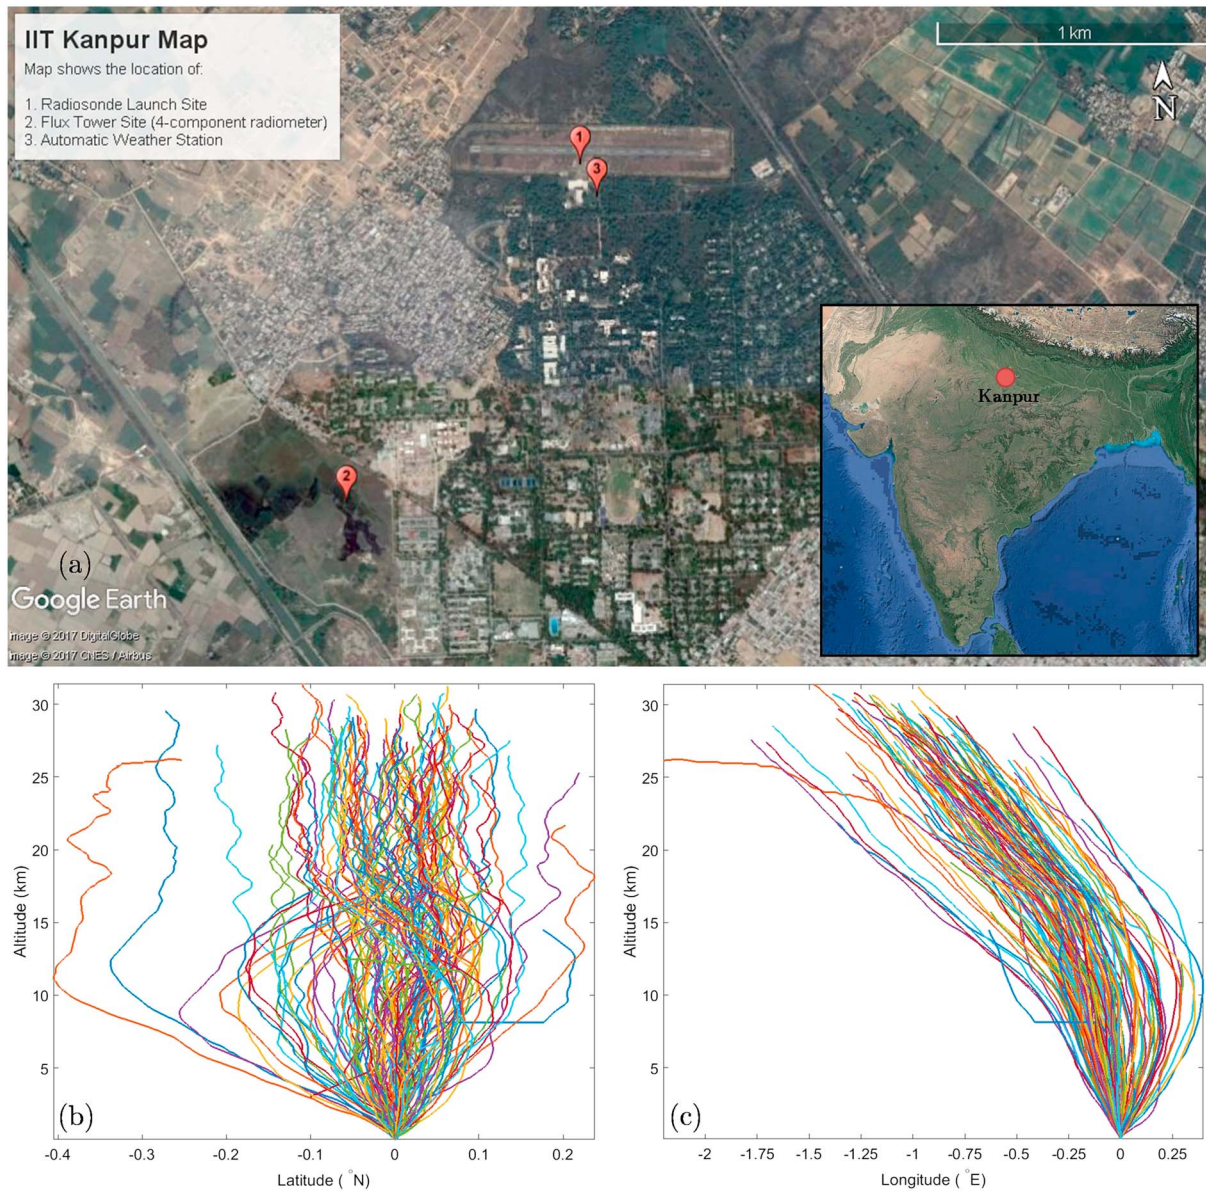 IIT Kanpur Map
Map shows the location of:
1. Radiosonde Launch Site
2. Flux Tower Site (4-component radiometer)
3. Automatic Weather Station
1 km
N
1
3
2
Kanpur
(a)
Google Earth
Image © 2017 DigitalGlobe
Image © 2017 CNES / Airbus
30
25
20
15
10
5
Altitude (km)
(b)
-0.4 -0.3 -0.2 -0.1 0 0.1 0.2
Latitude ( °N)
30
25
20
15
10
5
Altitude (km)
(c)
-2 -1.75 -1.5 -1.25 -1 -0.75 -0.5 -0.25 0 0.25
Longitude ( °E)